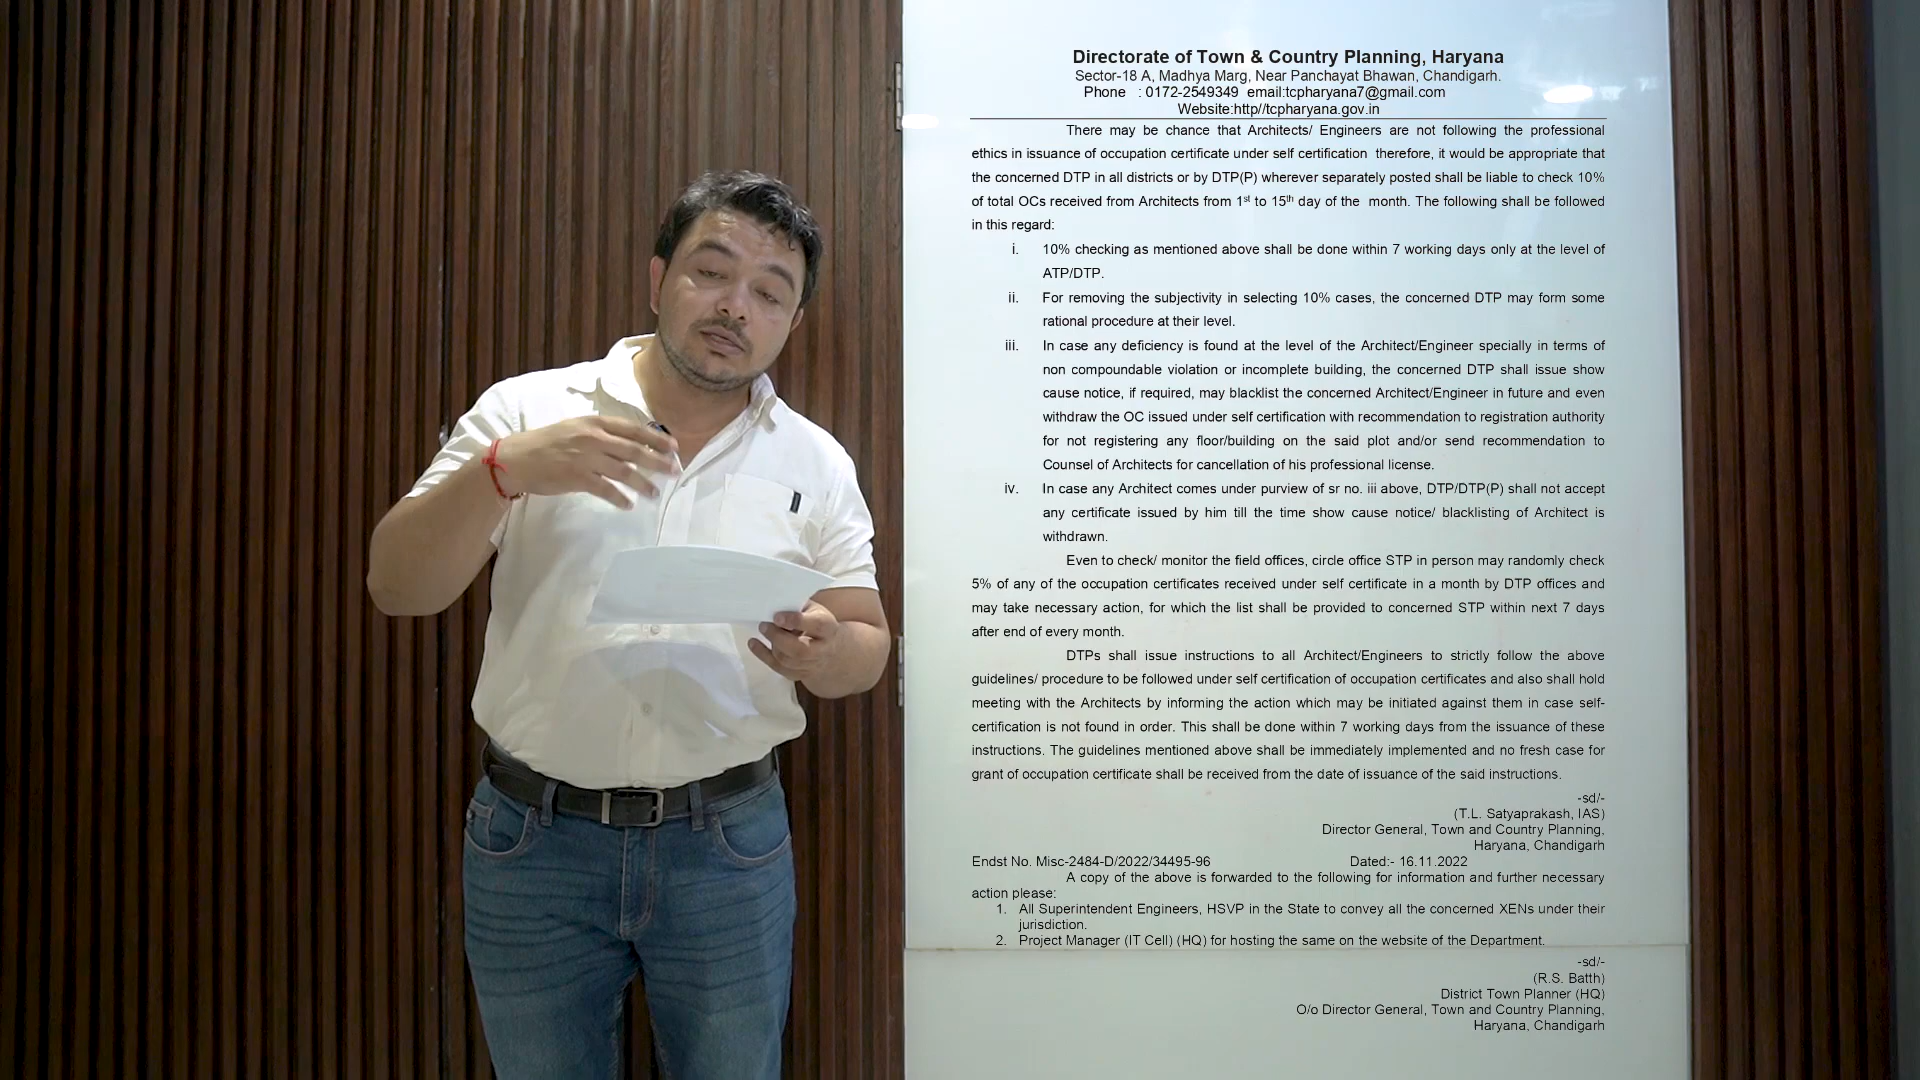 Directorate of Town & Country Planning, Haryana
Sector-18 A, Madhya Marg, Near Panchayat Bhawan, Chandigarh.
Phone : 0172-2549349 email:tcpharyana7@gmail.com
Website:http//tcpharyana.gov.in
There may be chance that Architects/ Engineers are not following the professional
ethics in issuance of occupation certificate under self certification therefore, it would be appropriate that
the concerned DTP in all districts or by DTP(P) wherever separately posted shall be liable to check 10%
of total OCs received from Architects from 1st to 15th day of the month. The following shall be followed
in this regard:
i. 10% checking as mentioned above shall be done within 7 working days only at the level of
ATP/DTP.
ii. For removing the subjectivity in selecting 10% cases, the concerned DTP may form some
rational procedure at their level.
iii. In case any deficiency is found at the level of the Architect/Engineer specially in terms of
non compoundable violation or incomplete building, the concerned DTP shall issue show
cause notice, if required, may blacklist the concerned Architect/Engineer in future and even
withdraw the OC issued under self certification with recommendation to registration authority
for not registering any floor/building on the said plot and/or send recommendation to
Counsel of Architects for cancellation of his professional license.
iv. In case any Architect comes under purview of sr no. iii above, DTP/DTP(P) shall not accept
any certificate issued by him till the time show cause notice/ blacklisting of Architect is
withdrawn.
Even to check/ monitor the field offices, circle office STP in person may randomly check
5% of any of the occupation certificates received under self certificate in a month by DTP offices and
may take necessary action, for which the list shall be provided to concerned STP within next 7 days
after end of every month.
DTPs shall issue instructions to all Architect/Engineers to strictly follow the above
guidelines/ procedure to be followed under self certification of occupation certificates and also shall hold
meeting with the Architects by informing the action which may be initiated against them in case self-
certification is not found in order. This shall be done within 7 working days from the issuance of these
instructions. The guidelines mentioned above shall be immediately implemented and no fresh case for
grant of occupation certificate shall be received from the date of issuance of the said instructions.
-sd/-
(T.L. Satyaprakash, IAS)
Director General, Town and Country Planning,
Haryana, Chandigarh
Endst No. Misc-2484-D/2022/34495-96 Dated:- 16.11.2022
A copy of the above is forwarded to the following for information and further necessary
action please:
1. All Superintendent Engineers, HSVP in the State to convey all the concerned XENs under their
jurisdiction.
2. Project Manager (IT Cell) (HQ) for hosting the same on the website of the Department.
-sd/-
(R.S. Batth)
District Town Planner (HQ)
O/o Director General, Town and Country Planning,
Haryana, Chandigarh